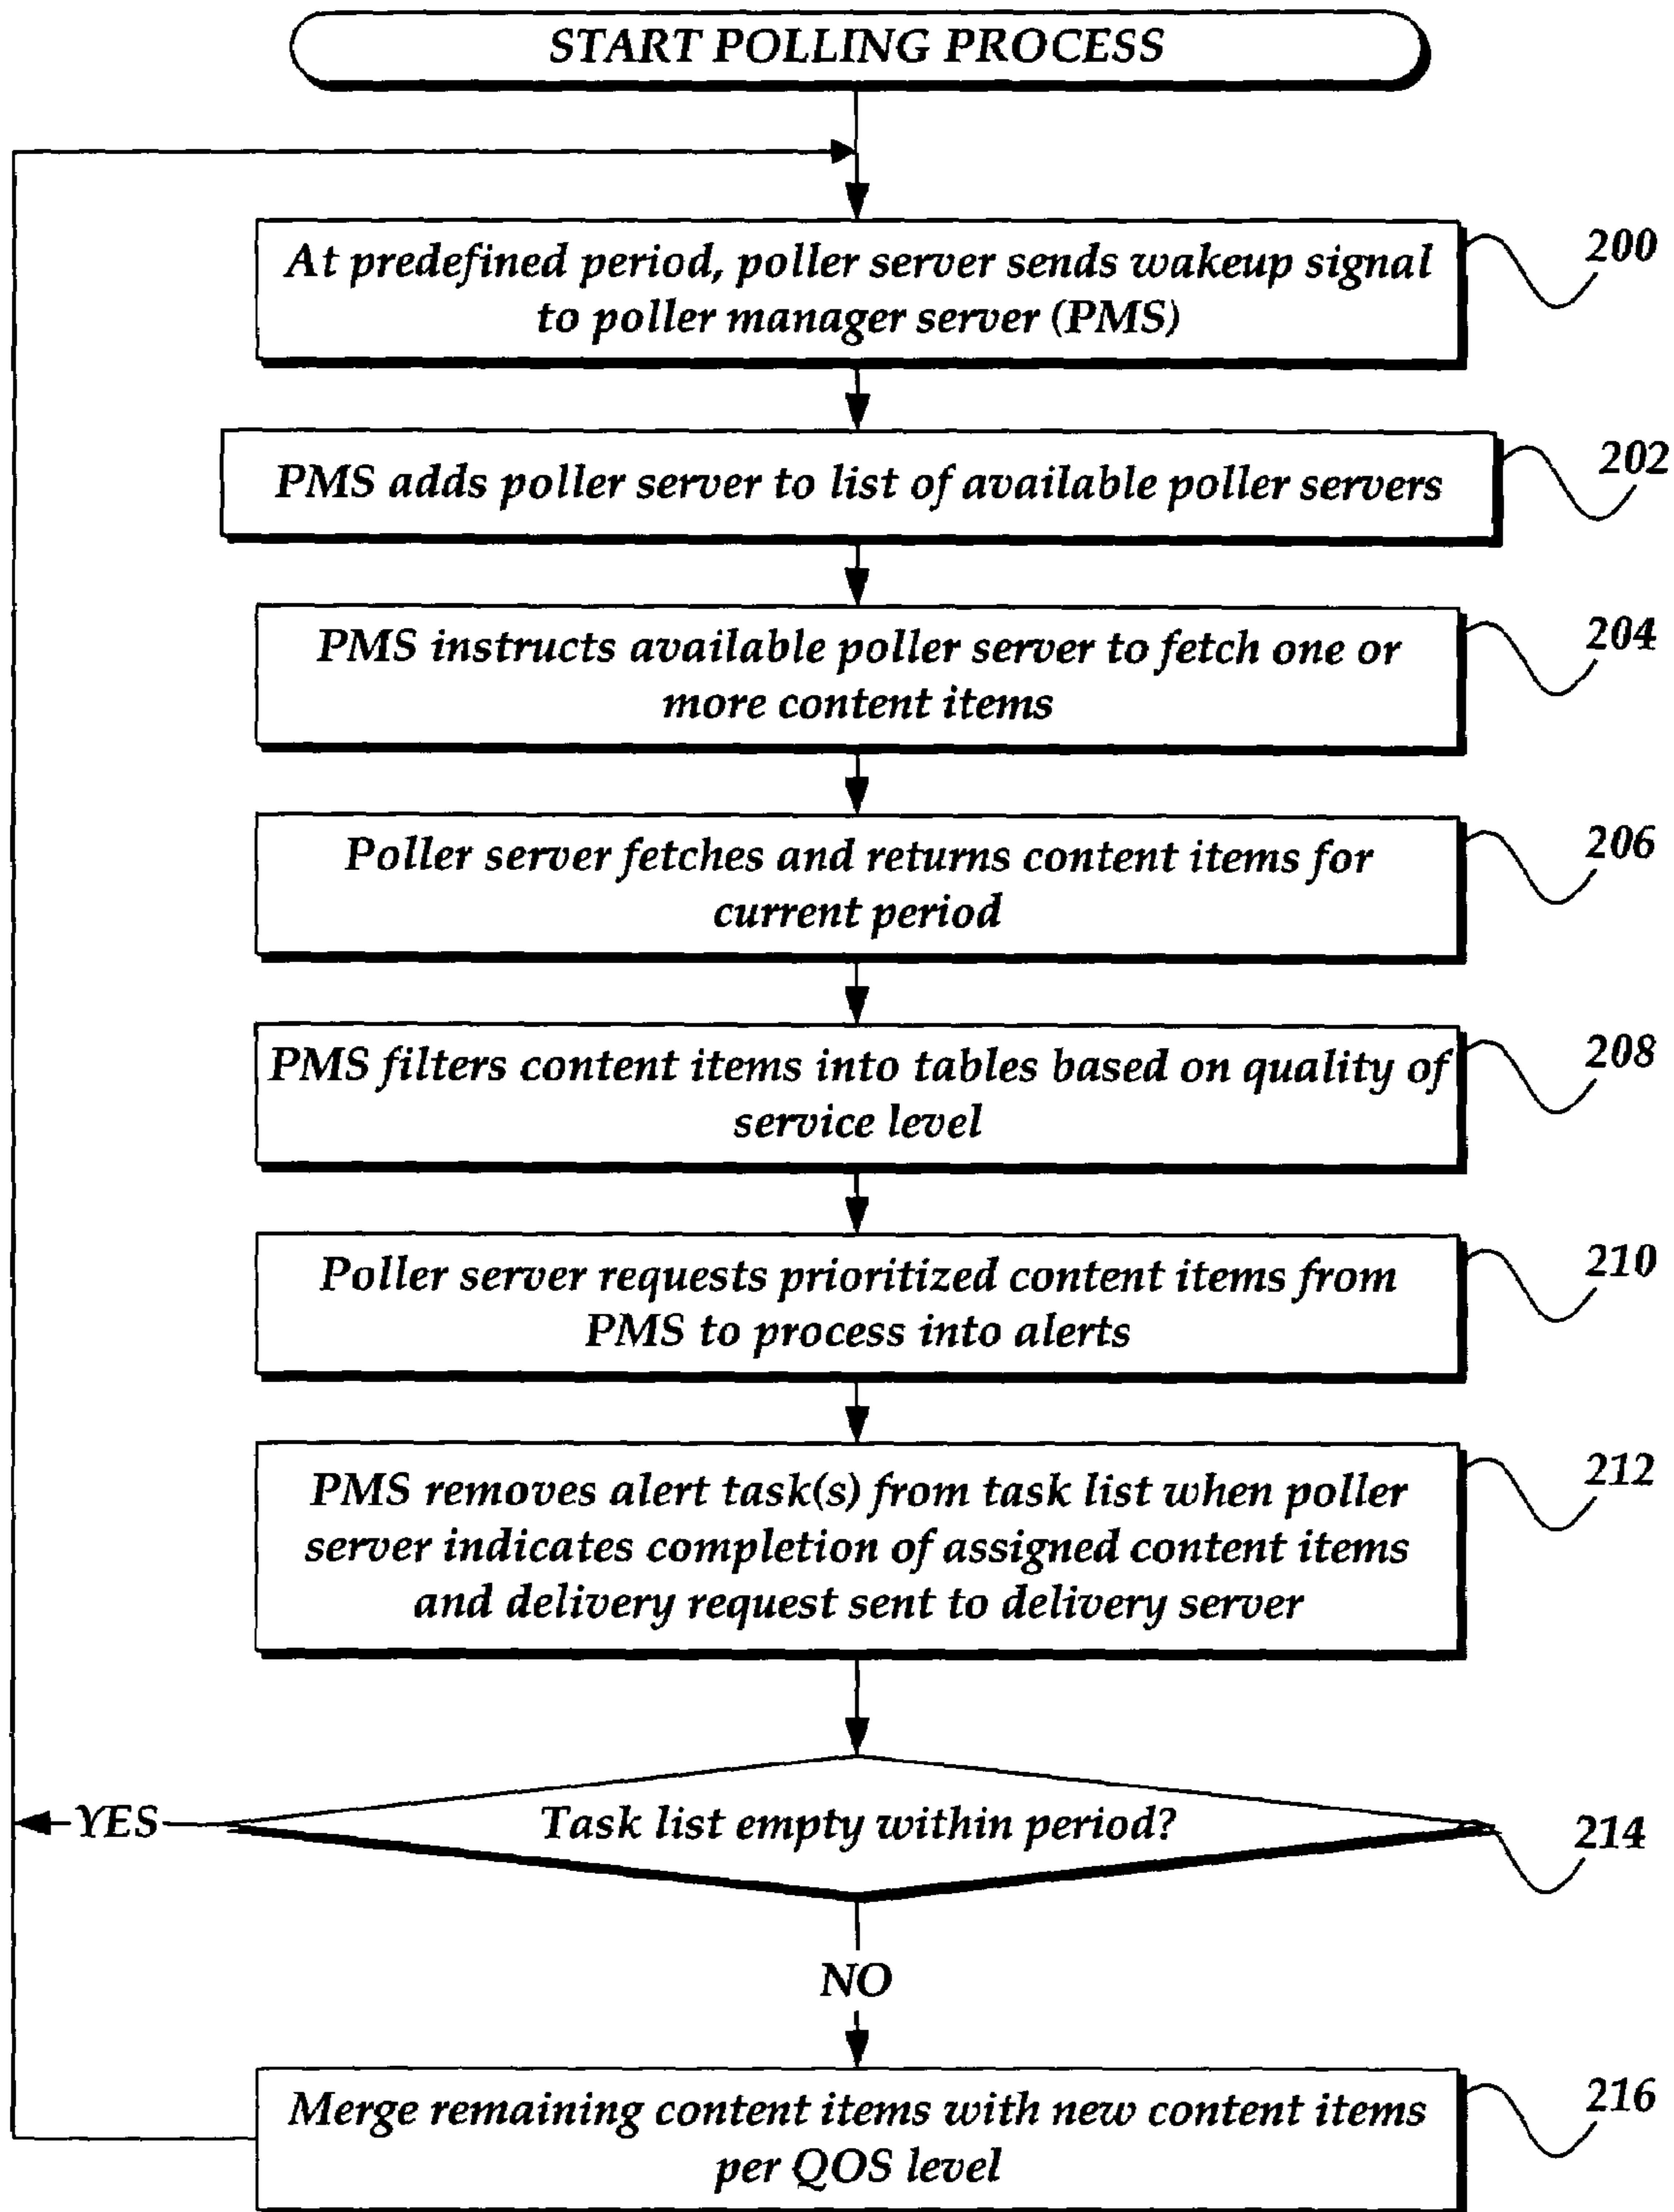 START POLLING PROCESS
At predefined period, poller server sends wakeup signal
to poller manager server (PMS)
200
PMS adds poller server to list of available poller servers
202
PMS instructs available poller server to fetch one or
more content items
204
Poller server fetches and returns content items for
current period
206
PMS filters content items into tables based on quality of
service level
208
Poller server requests prioritized content items from
PMS to process into alerts
210
PMS removes alert task(s) from task list when poller
server indicates completion of assigned content items
and delivery request sent to delivery server
212
YES
Task list empty within period?
214
NO
Merge remaining content items with new content items
per QOS level
216